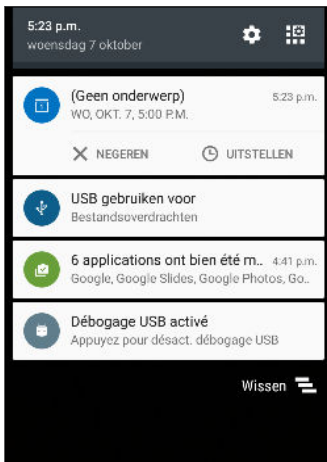 5:23 p.m.
woensdag 7 oktober
(Geen onderwerp) 5:23 p.m.
WO, OKT. 7, 5:00 P.M.
NEGEREN UITSTELLEN
USB gebruiken voor
Bestandsoverdrachten
6 applications ont bien été m.. 4:41 p.m.
Google, Google Slides, Google Photos, Go..
Débogage USB activé
Appuyez pour désact. débogage USB
Wissen